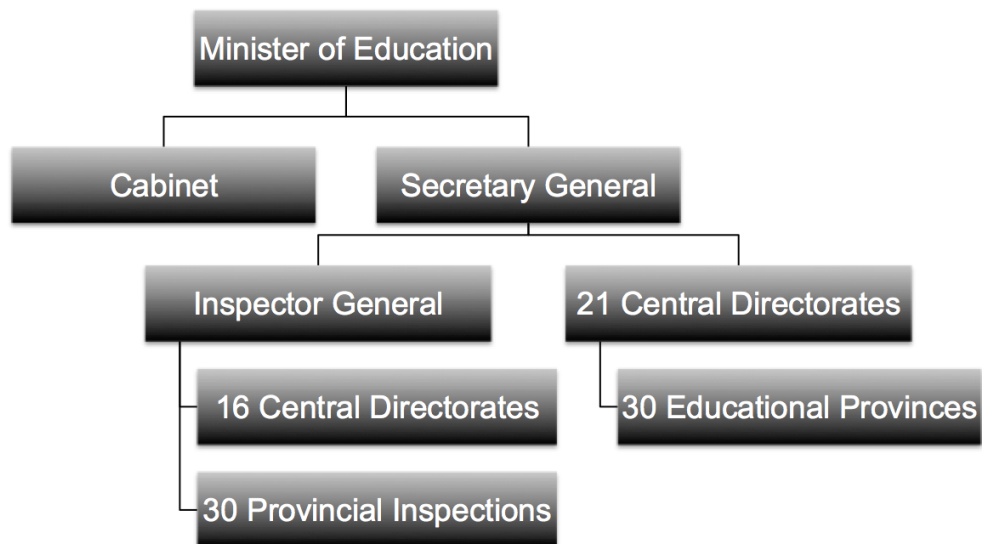 Minister of Education
Cabinet
Secretary General
Inspector General
21 Central Directorates
16 Central Directorates
30 Educational Provinces
30 Provincial Inspections